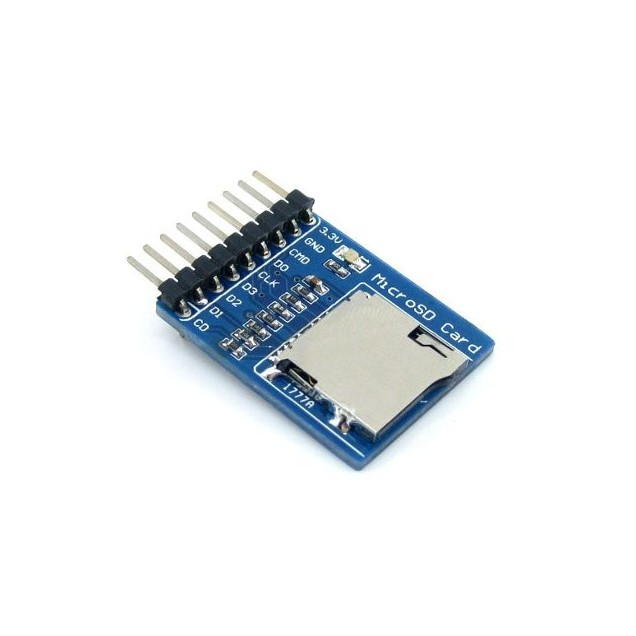 3.3V
GND
CMD
D0
CLK
D3
D2
D1
CD
MicroSD Card
1777A